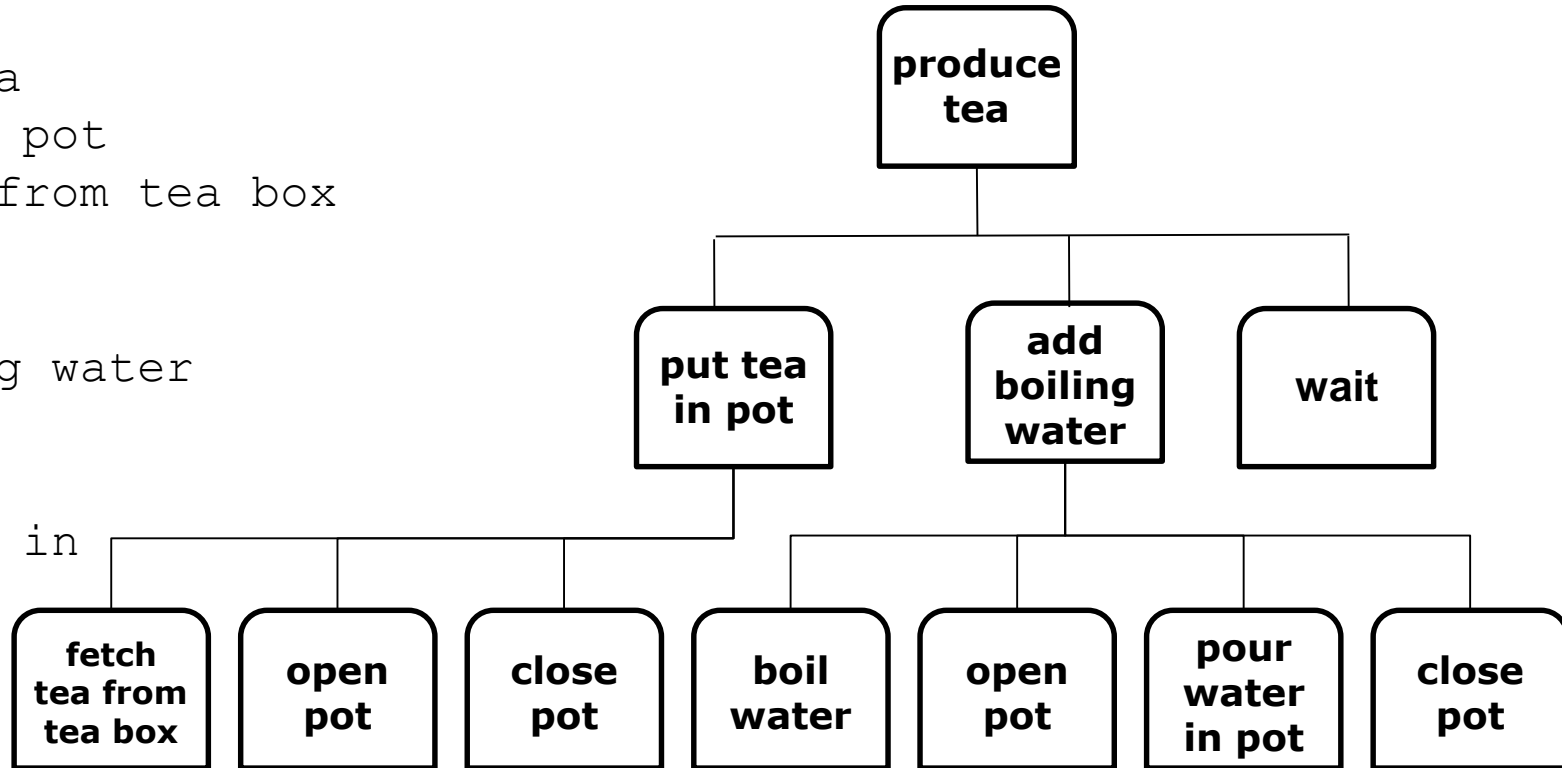 a
pot
from tea box
g water
in
produce
tea
put tea
in pot
add
boiling
water
wait
fetch
tea from
tea box
open
pot
close
pot
boil
water
open
pot
pour
water
in pot
close
pot